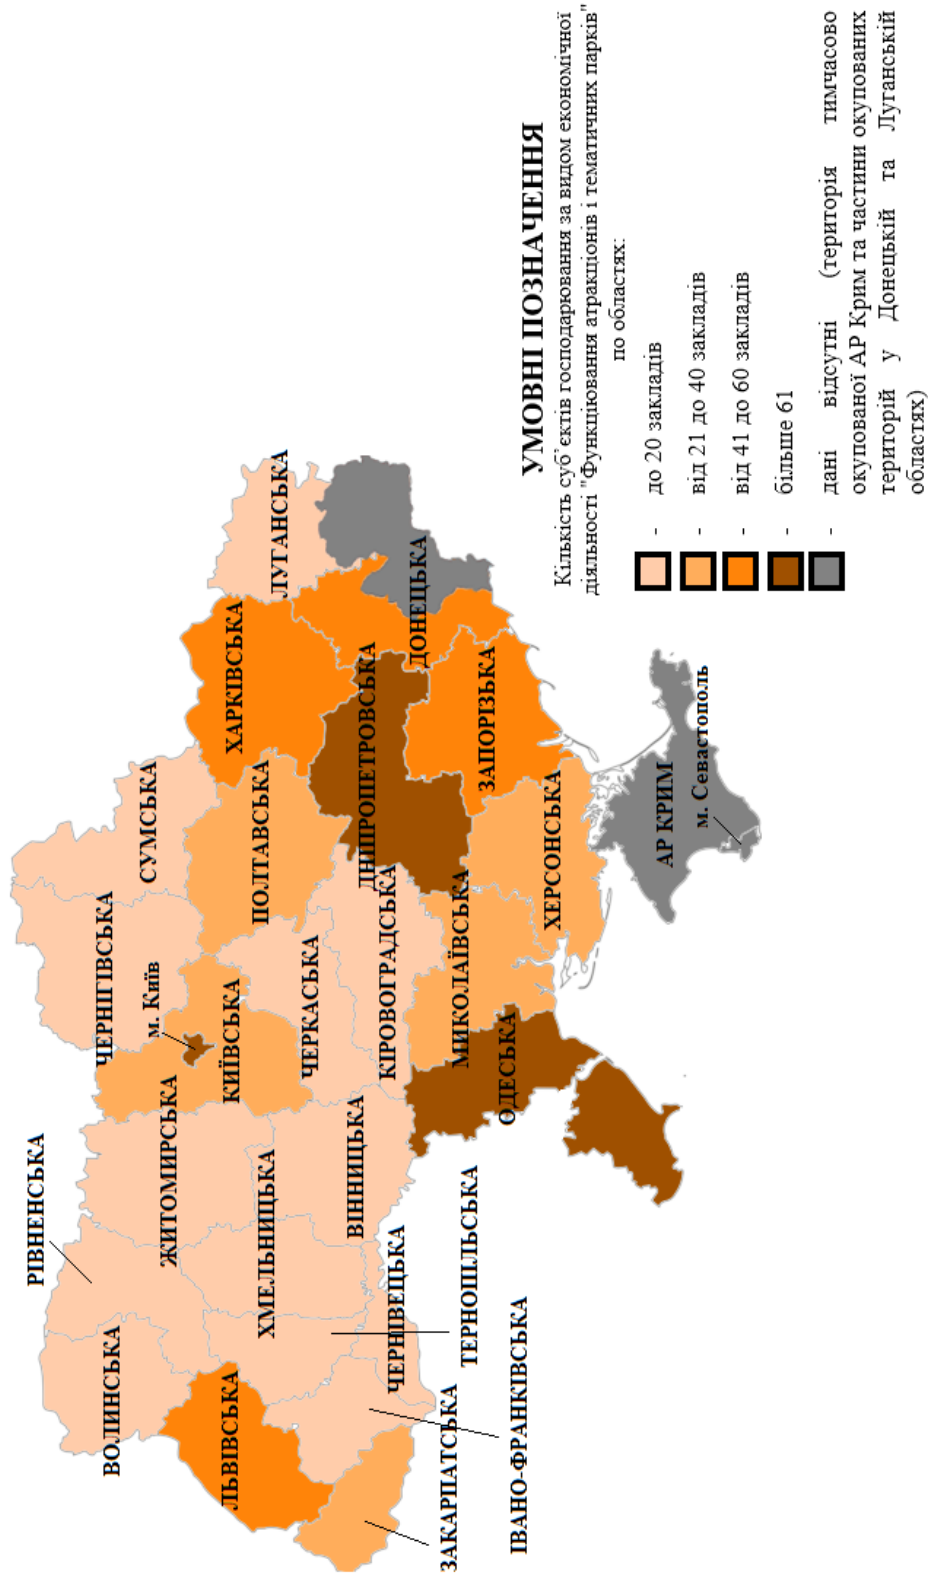 ВОЛИНСЬКА
РІВНЕНСЬКА
ЖИТОМИРСЬКА
ЧЕРНІГІВСЬКА
м. Київ
СУМСЬКА
ЛЬВІВСЬКА
ХМЕЛЬНИЦЬКА
КИЇВСЬКА
ПОЛТАВСЬКА
ХАРКІВСЬКА
ЛУГАНСЬКА
ВІННИЦЬКА
ЧЕРКАСЬКА
ЧЕРНІВЕЦЬКА
КІРОВОГРАДСЬКА
ДНІПРОПЕТРОВСЬКА
ДОНЕЦЬКА
ЗАКАРПАТСЬКА
ТЕРНОПІЛЬСЬКА
МИКОЛАЇВСЬКА
ЗАПОРІЗЬКА
ІВАНО-ФРАНКІВСЬКА
ОДЕСЬКА
ХЕРСОНСЬКА
АР КРИМ
м. Севастополь
УМОВНІ ПОЗНАЧЕННЯ
Кількість суб'єктів господарювання за видом економічної
діяльності "Функціювання атракціонів і тематичних парків"
по областях:
- до 20 закладів
- від 21 до 40 закладів
- від 41 до 60 закладів
- більше 61
- дані відсутні (територія тимчасово
окупованої АР Крим та частини окупованих
територій у Донецькій та Луганській
областях)